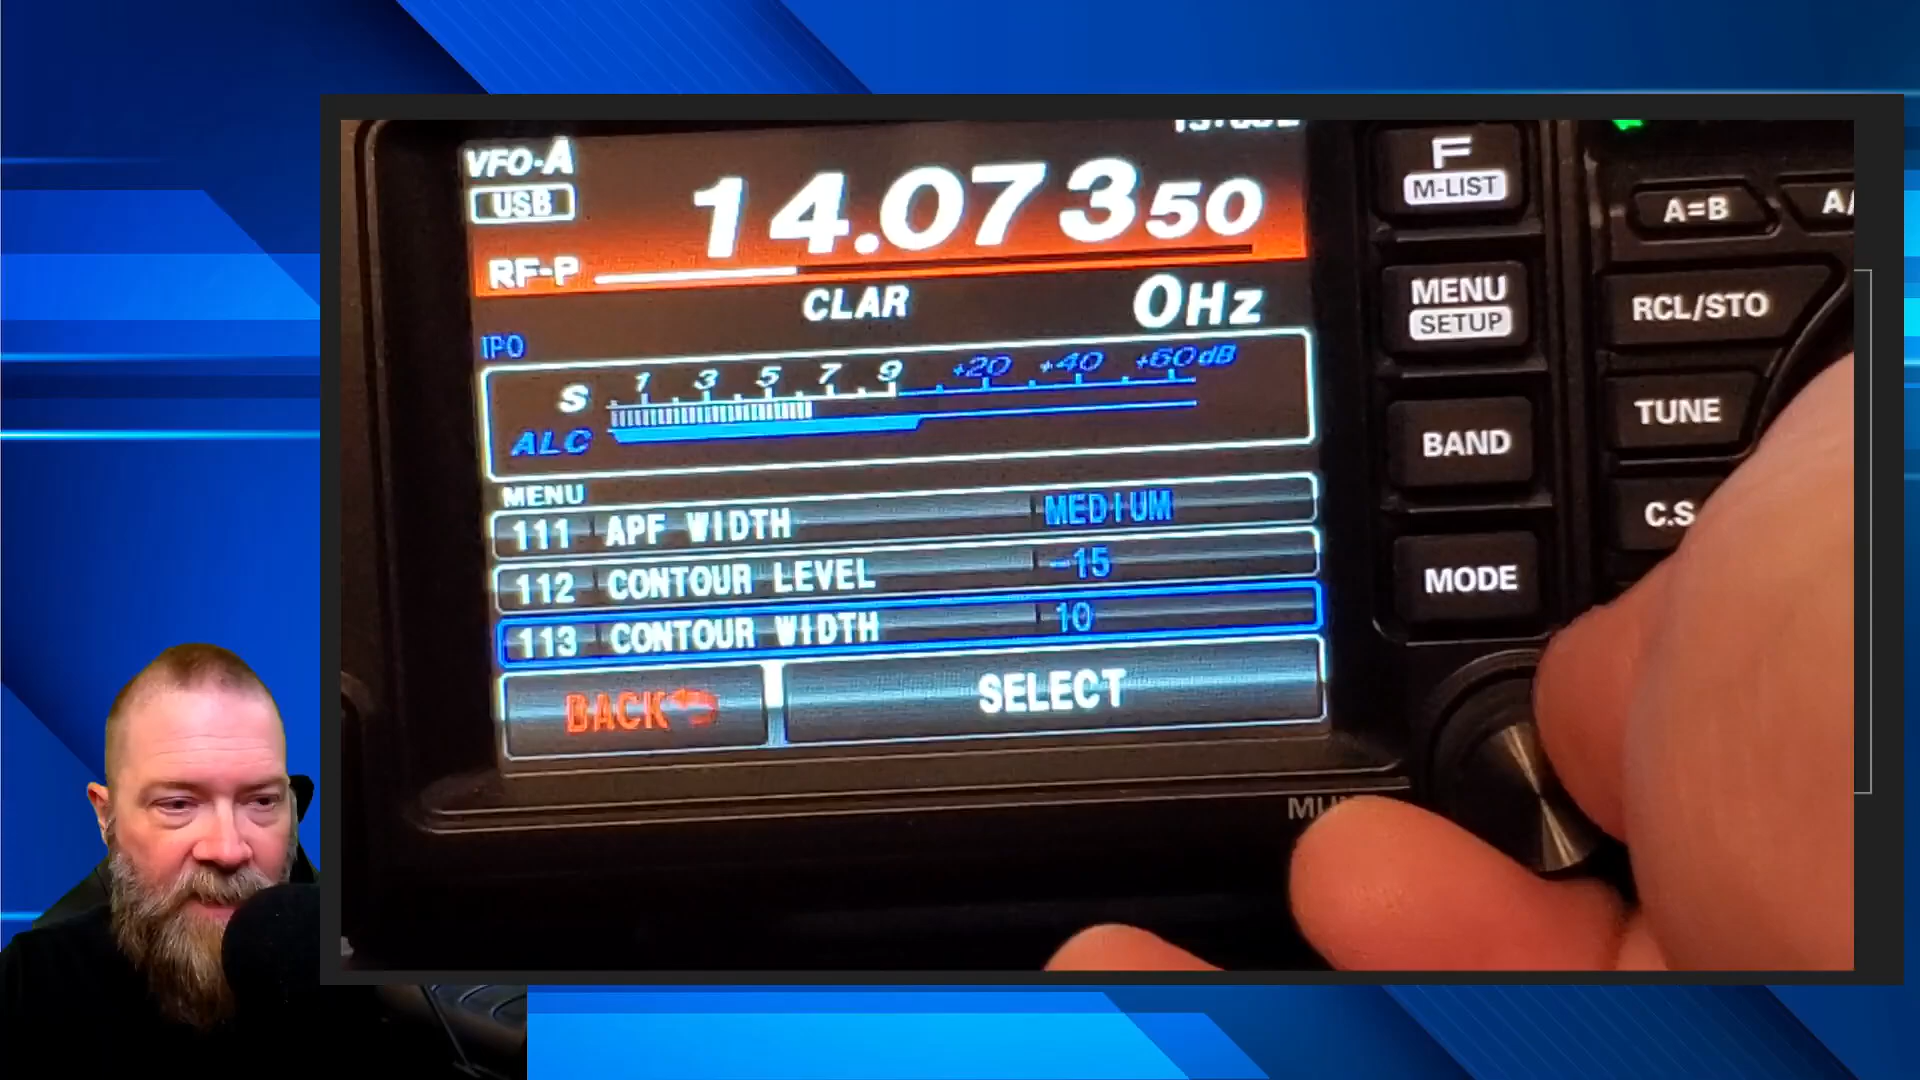 VFO-A
USB
14.073 50
RF-P
CLAR 0Hz
IPO
S 1 3 5 7 9 +20 +40 +60dB
ALC
MENU
111 APF WIDTH MEDIUM
112 CONTOUR LEVEL -15
113 CONTOUR WIDTH 10
BACK SELECT
F
M-LIST
MENU
SETUP
BAND
MODE
A=B
RCL/STO
TUNE
C.S